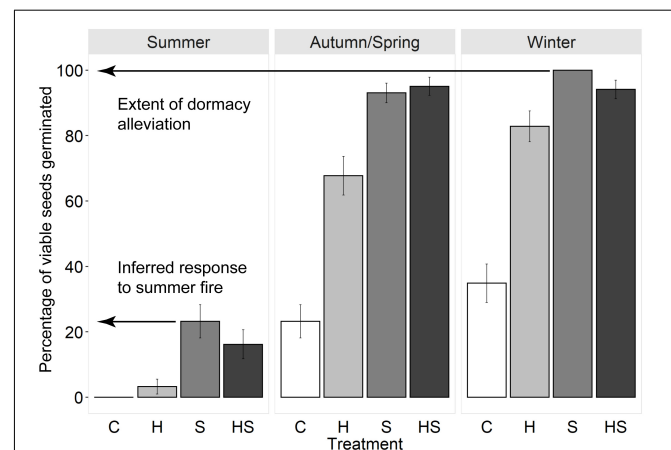 Summer Autumn/Spring Winter
Percentage of viable seeds germinated
100
80
60
40
20
0
Extent of dormacy
alleviation
Inferred response
to summer fire
C H S HS C H S HS C H S HS
Treatment